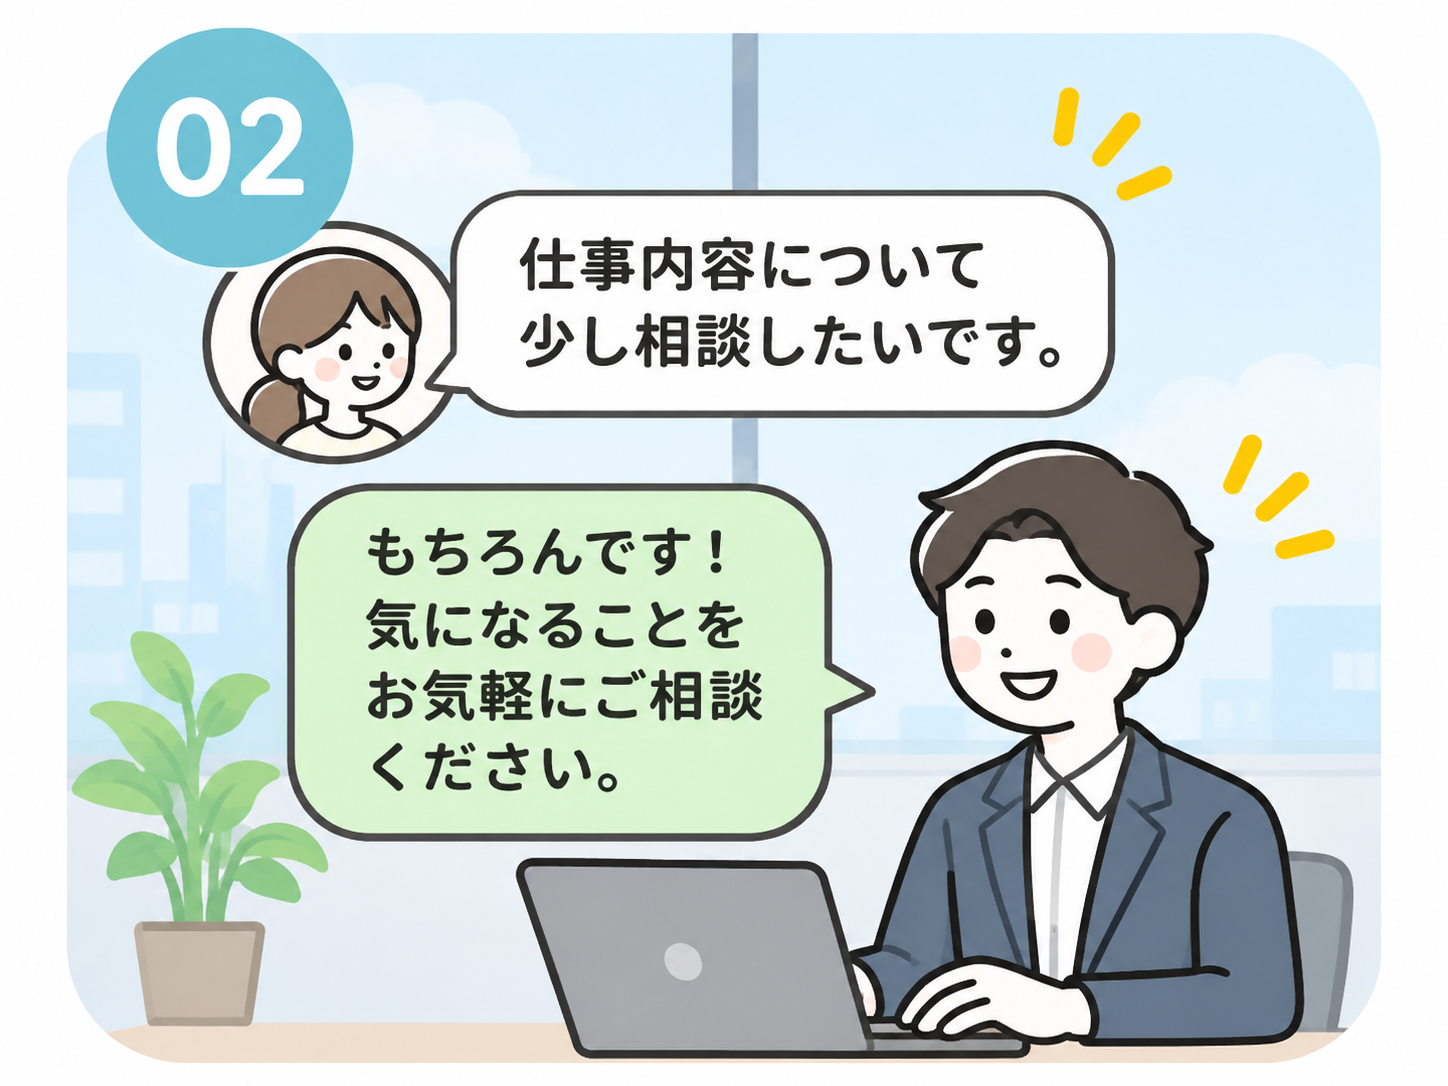 02
仕事内容について
少し相談したいです。
もちろんです！
気になることを
お気軽にご相談
ください。